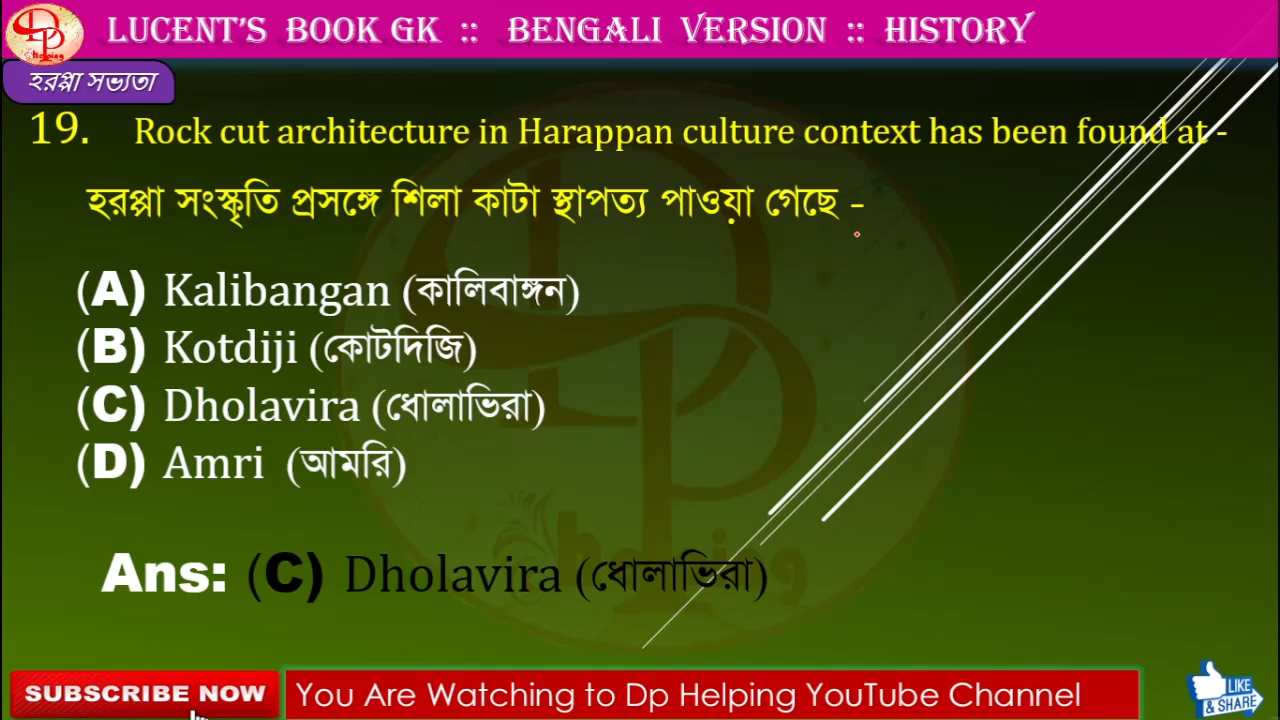 LUCENT'S BOOK GK :: BENGALI VERSION :: HISTORY
হরপ্পা সভ্যতা
19. Rock cut architecture in Harappan culture context has been found at -
হরপ্পা সংস্কৃতি প্রসঙ্গে শিলা কাটা স্থাপত্য পাওয়া গেছে -
(A) Kalibangan (কালিবাঙ্গন)
(B) Kotdiji (কোটদিজি)
(C) Dholavira (ধোলাভিরা)
(D) Amri (আমরি)
Ans: (C) Dholavira (ধোলাভিরা)
SUBSCRIBE NOW You Are Watching to Dp Helping YouTube Channel
LIKE
& SHARE